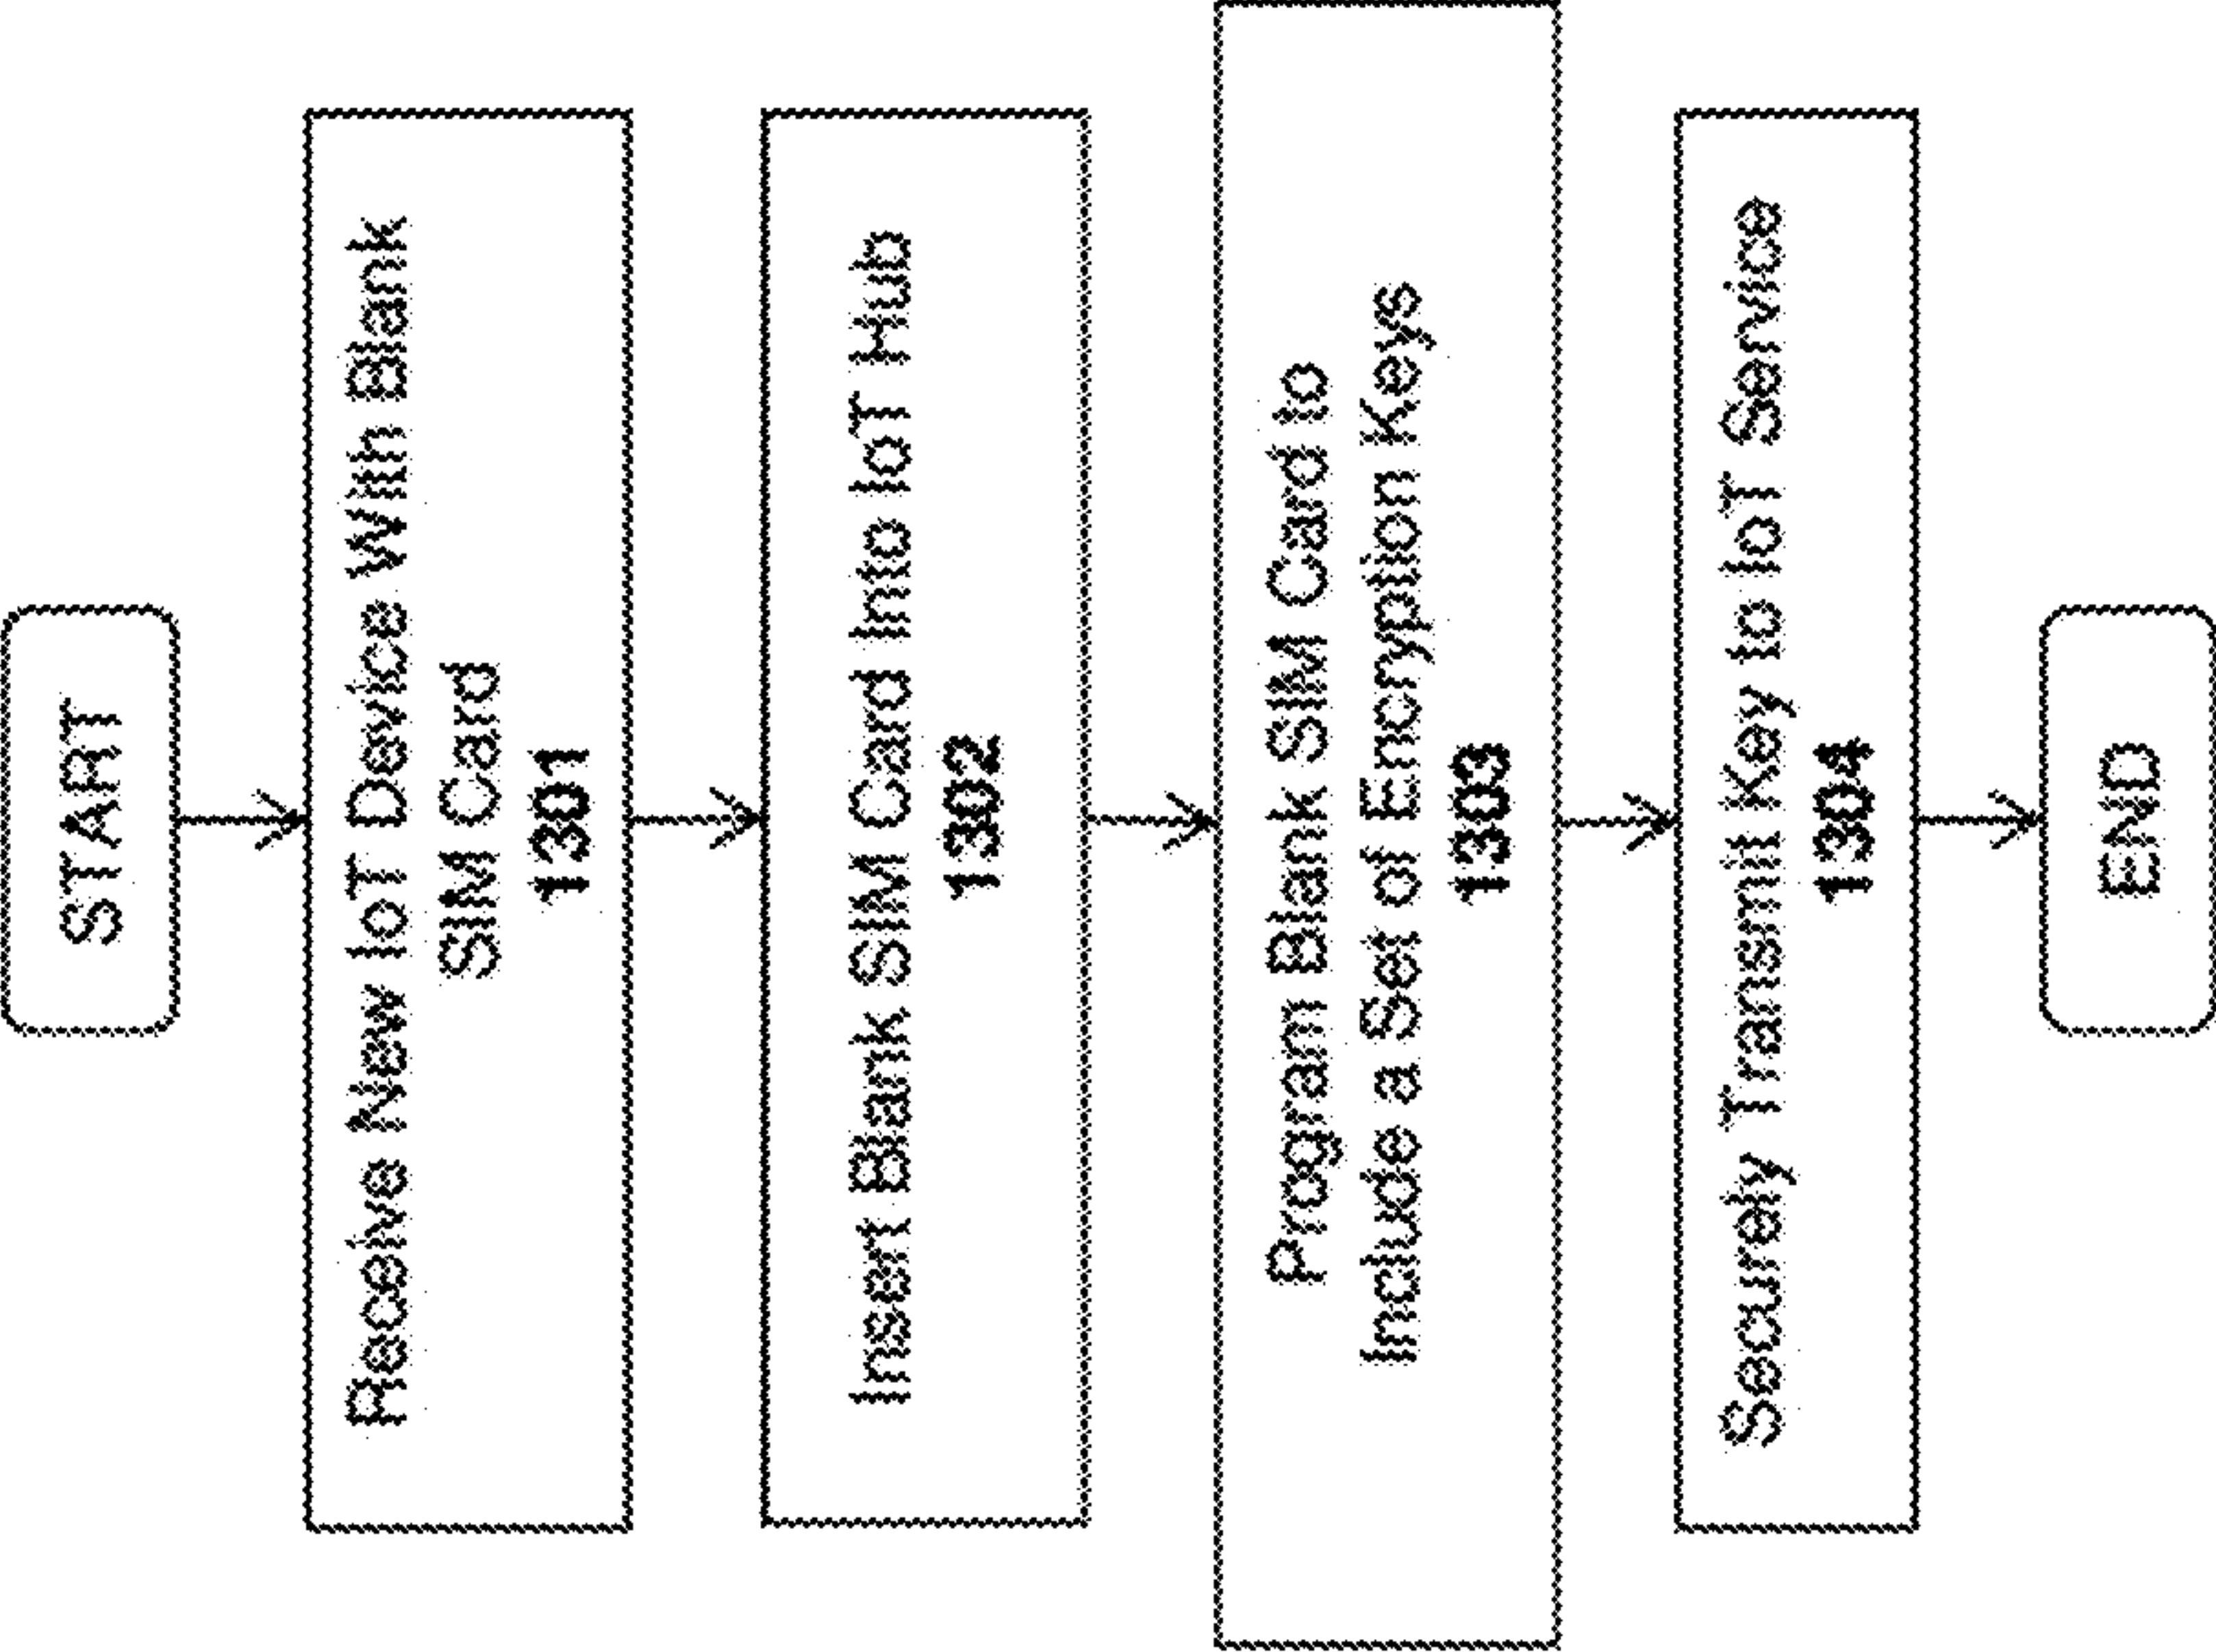 START
Receive New IoT Device With Blank
SIM Card
1301
Insert Blank SIM Card Into IoT Hub
1302
Program Blank SIM Card to
Include a Set of Encryption Keys
1303
Securely Transmit Key to IoT Service
1304
END